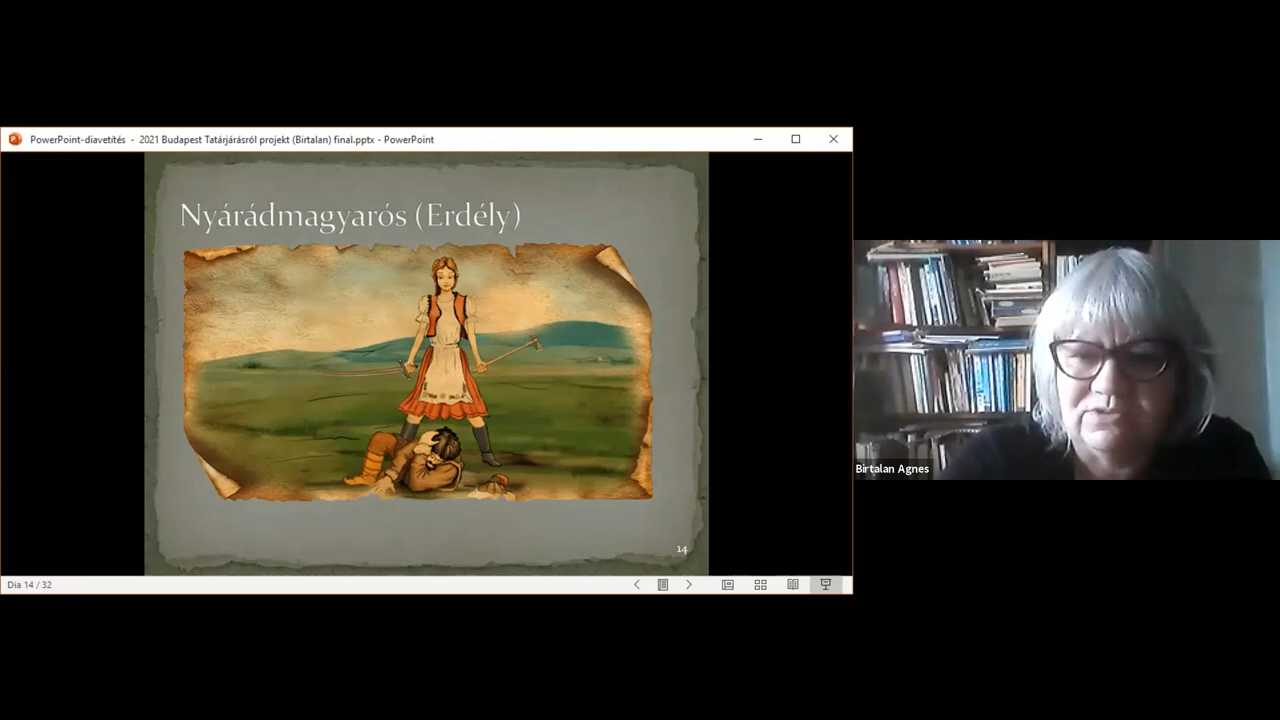 PowerPoint-diavetítés - 2021 Budapest Tatárjárásról projekt (Birtalan) final.pptx - PowerPoint
Nyárádmagyarós (Erdély)
14
Birtalan Agnes
Dia 14 / 32